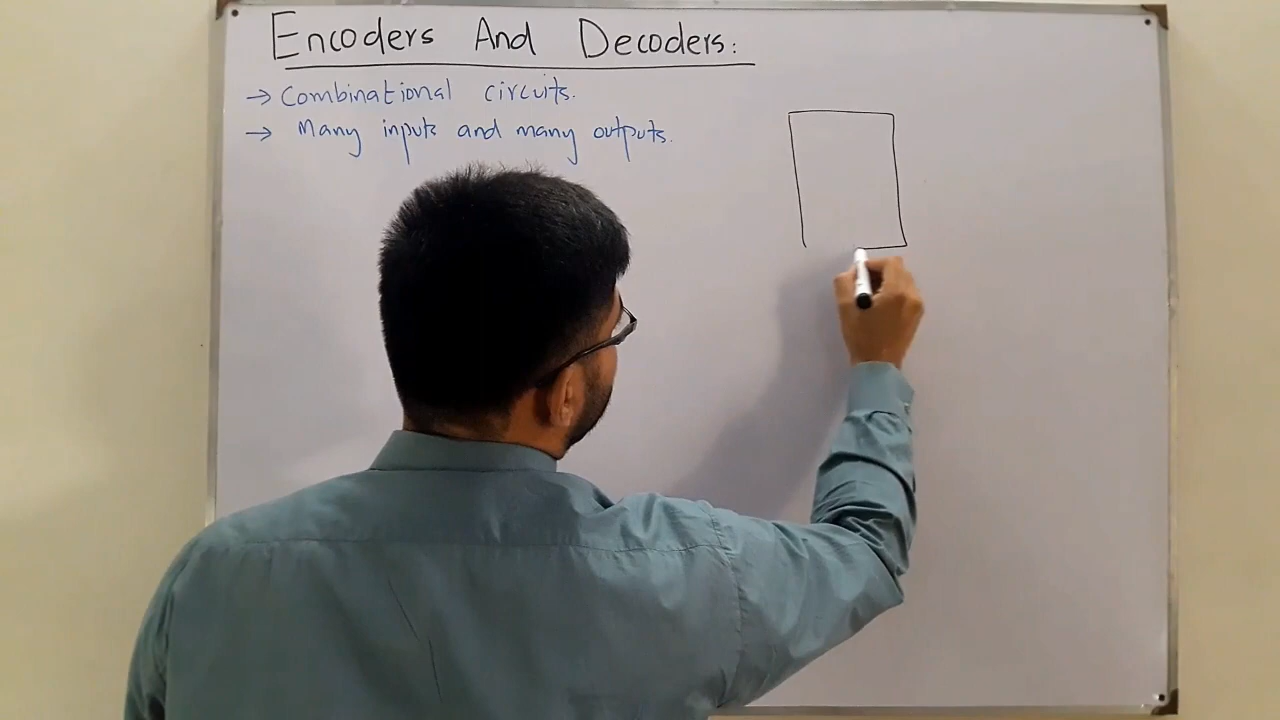 Encoders And Decoders:
→ Combinational circuits.
→ Many inputs and many outputs.